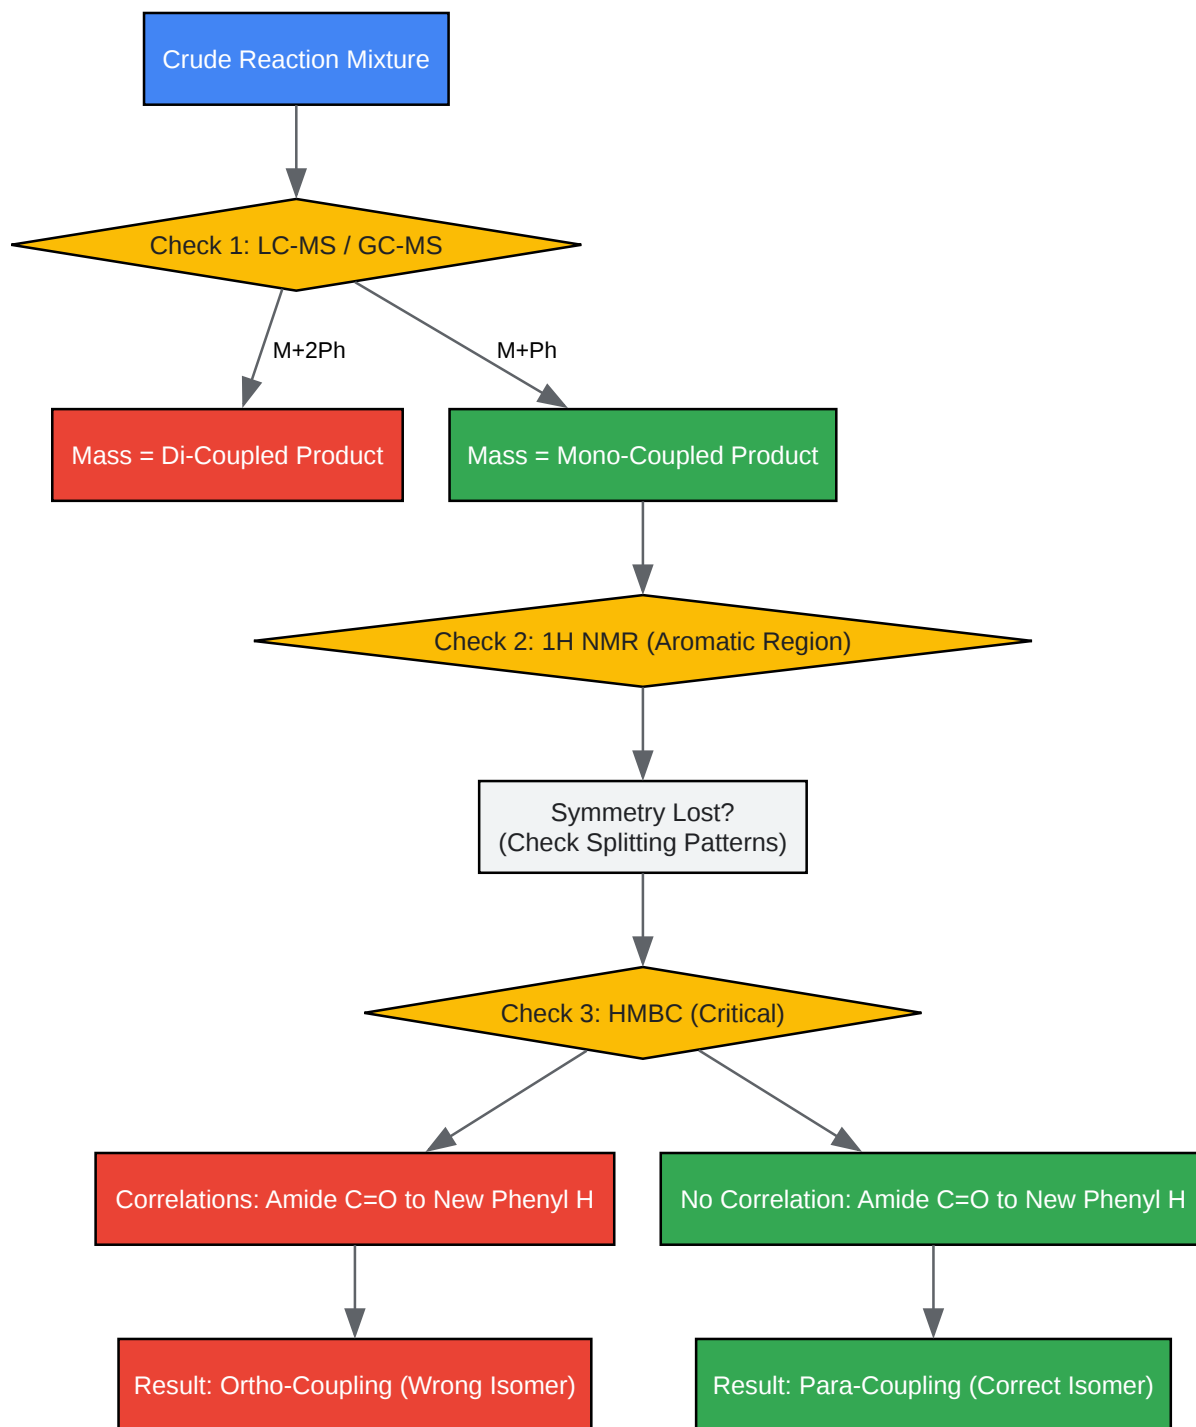 Crude Reaction Mixture
Check 1: LC-MS / GC-MS
M+2Ph
M+Ph
Mass = Di-Coupled Product
Mass = Mono-Coupled Product
Check 2: 1H NMR (Aromatic Region)
Symmetry Lost?
(Check Splitting Patterns)
Check 3: HMBC (Critical)
Correlations: Amide C=O to New Phenyl H
No Correlation: Amide C=O to New Phenyl H
Result: Ortho-Coupling (Wrong Isomer)
Result: Para-Coupling (Correct Isomer)